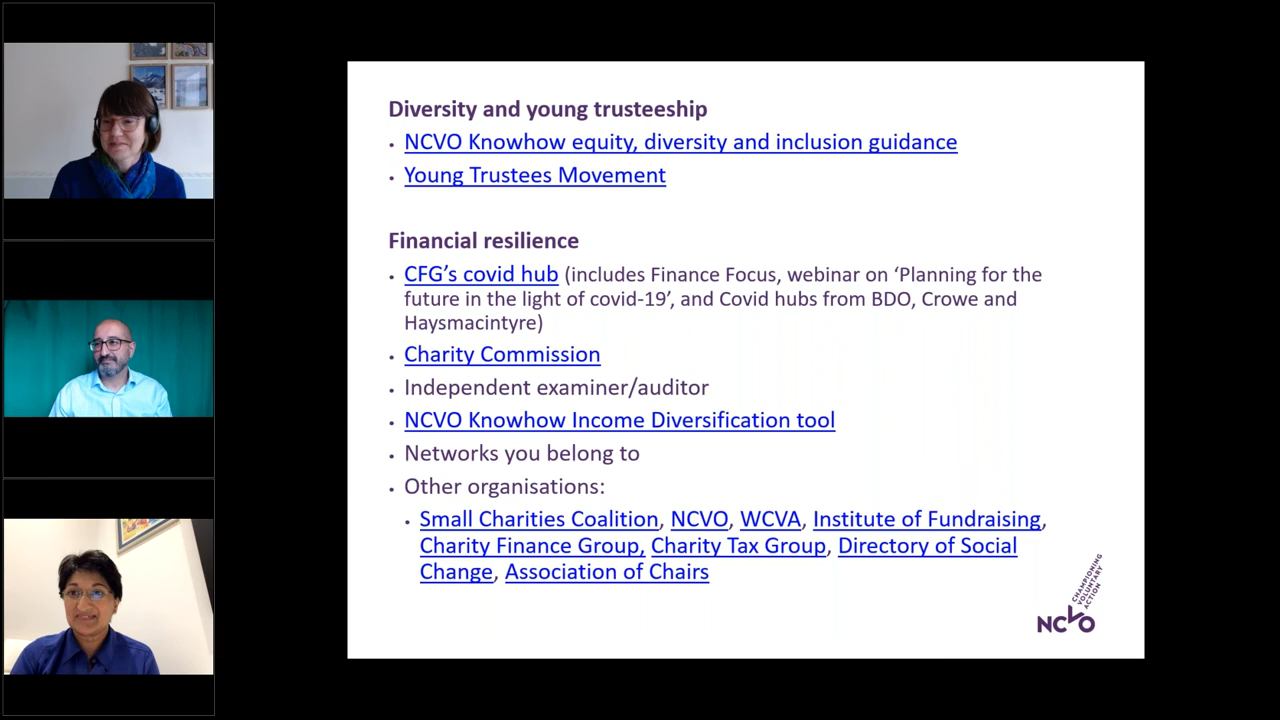 Diversity and young trusteeship
• NCVO Knowhow equity, diversity and inclusion guidance
• Young Trustees Movement
Financial resilience
• CFG’s covid hub (includes Finance Focus, webinar on ‘Planning for the
future in the light of covid-19’, and Covid hubs from BDO, Crowe and
Haysmacintyre)
• Charity Commission
• Independent examiner/auditor
• NCVO Knowhow Income Diversification tool
• Networks you belong to
• Other organisations:
• Small Charities Coalition, NCVO, WCVA, Institute of Fundraising,
Charity Finance Group, Charity Tax Group, Directory of Social
Change, Association of Chairs
CHAMPIONING
VOLUNTARY
ACTION
NCVO